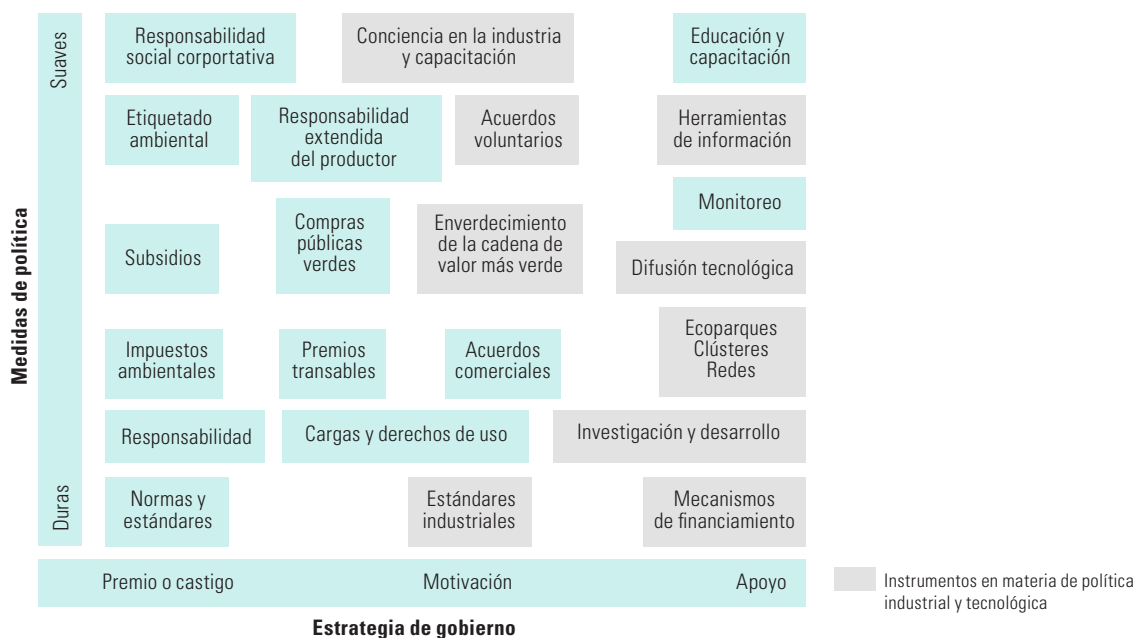 Medidas de política
Suaves
Duras
Responsabilidad
social corportativa
Conciencia en la industria
y capacitación
Educación y
capacitación
Etiquetado
ambiental
Responsabilidad
extendida
del productor
Acuerdos
voluntarios
Herramientas
de información
Monitoreo
Subsidios
Compras
públicas
verdes
Enverdecimiento
de la cadena de
valor más verde
Difusión tecnológica
Impuestos
ambientales
Premios
transables
Acuerdos
comerciales
Ecoparques
Clústeres
Redes
Responsabilidad
Cargas y derechos de uso
Investigación y desarrollo
Normas y
estándares
Estándares
industriales
Mecanismos
de financiamiento
Premio o castigo
Motivación
Apoyo
Estrategia de gobierno
Instrumentos en materia de política
industrial y tecnológica